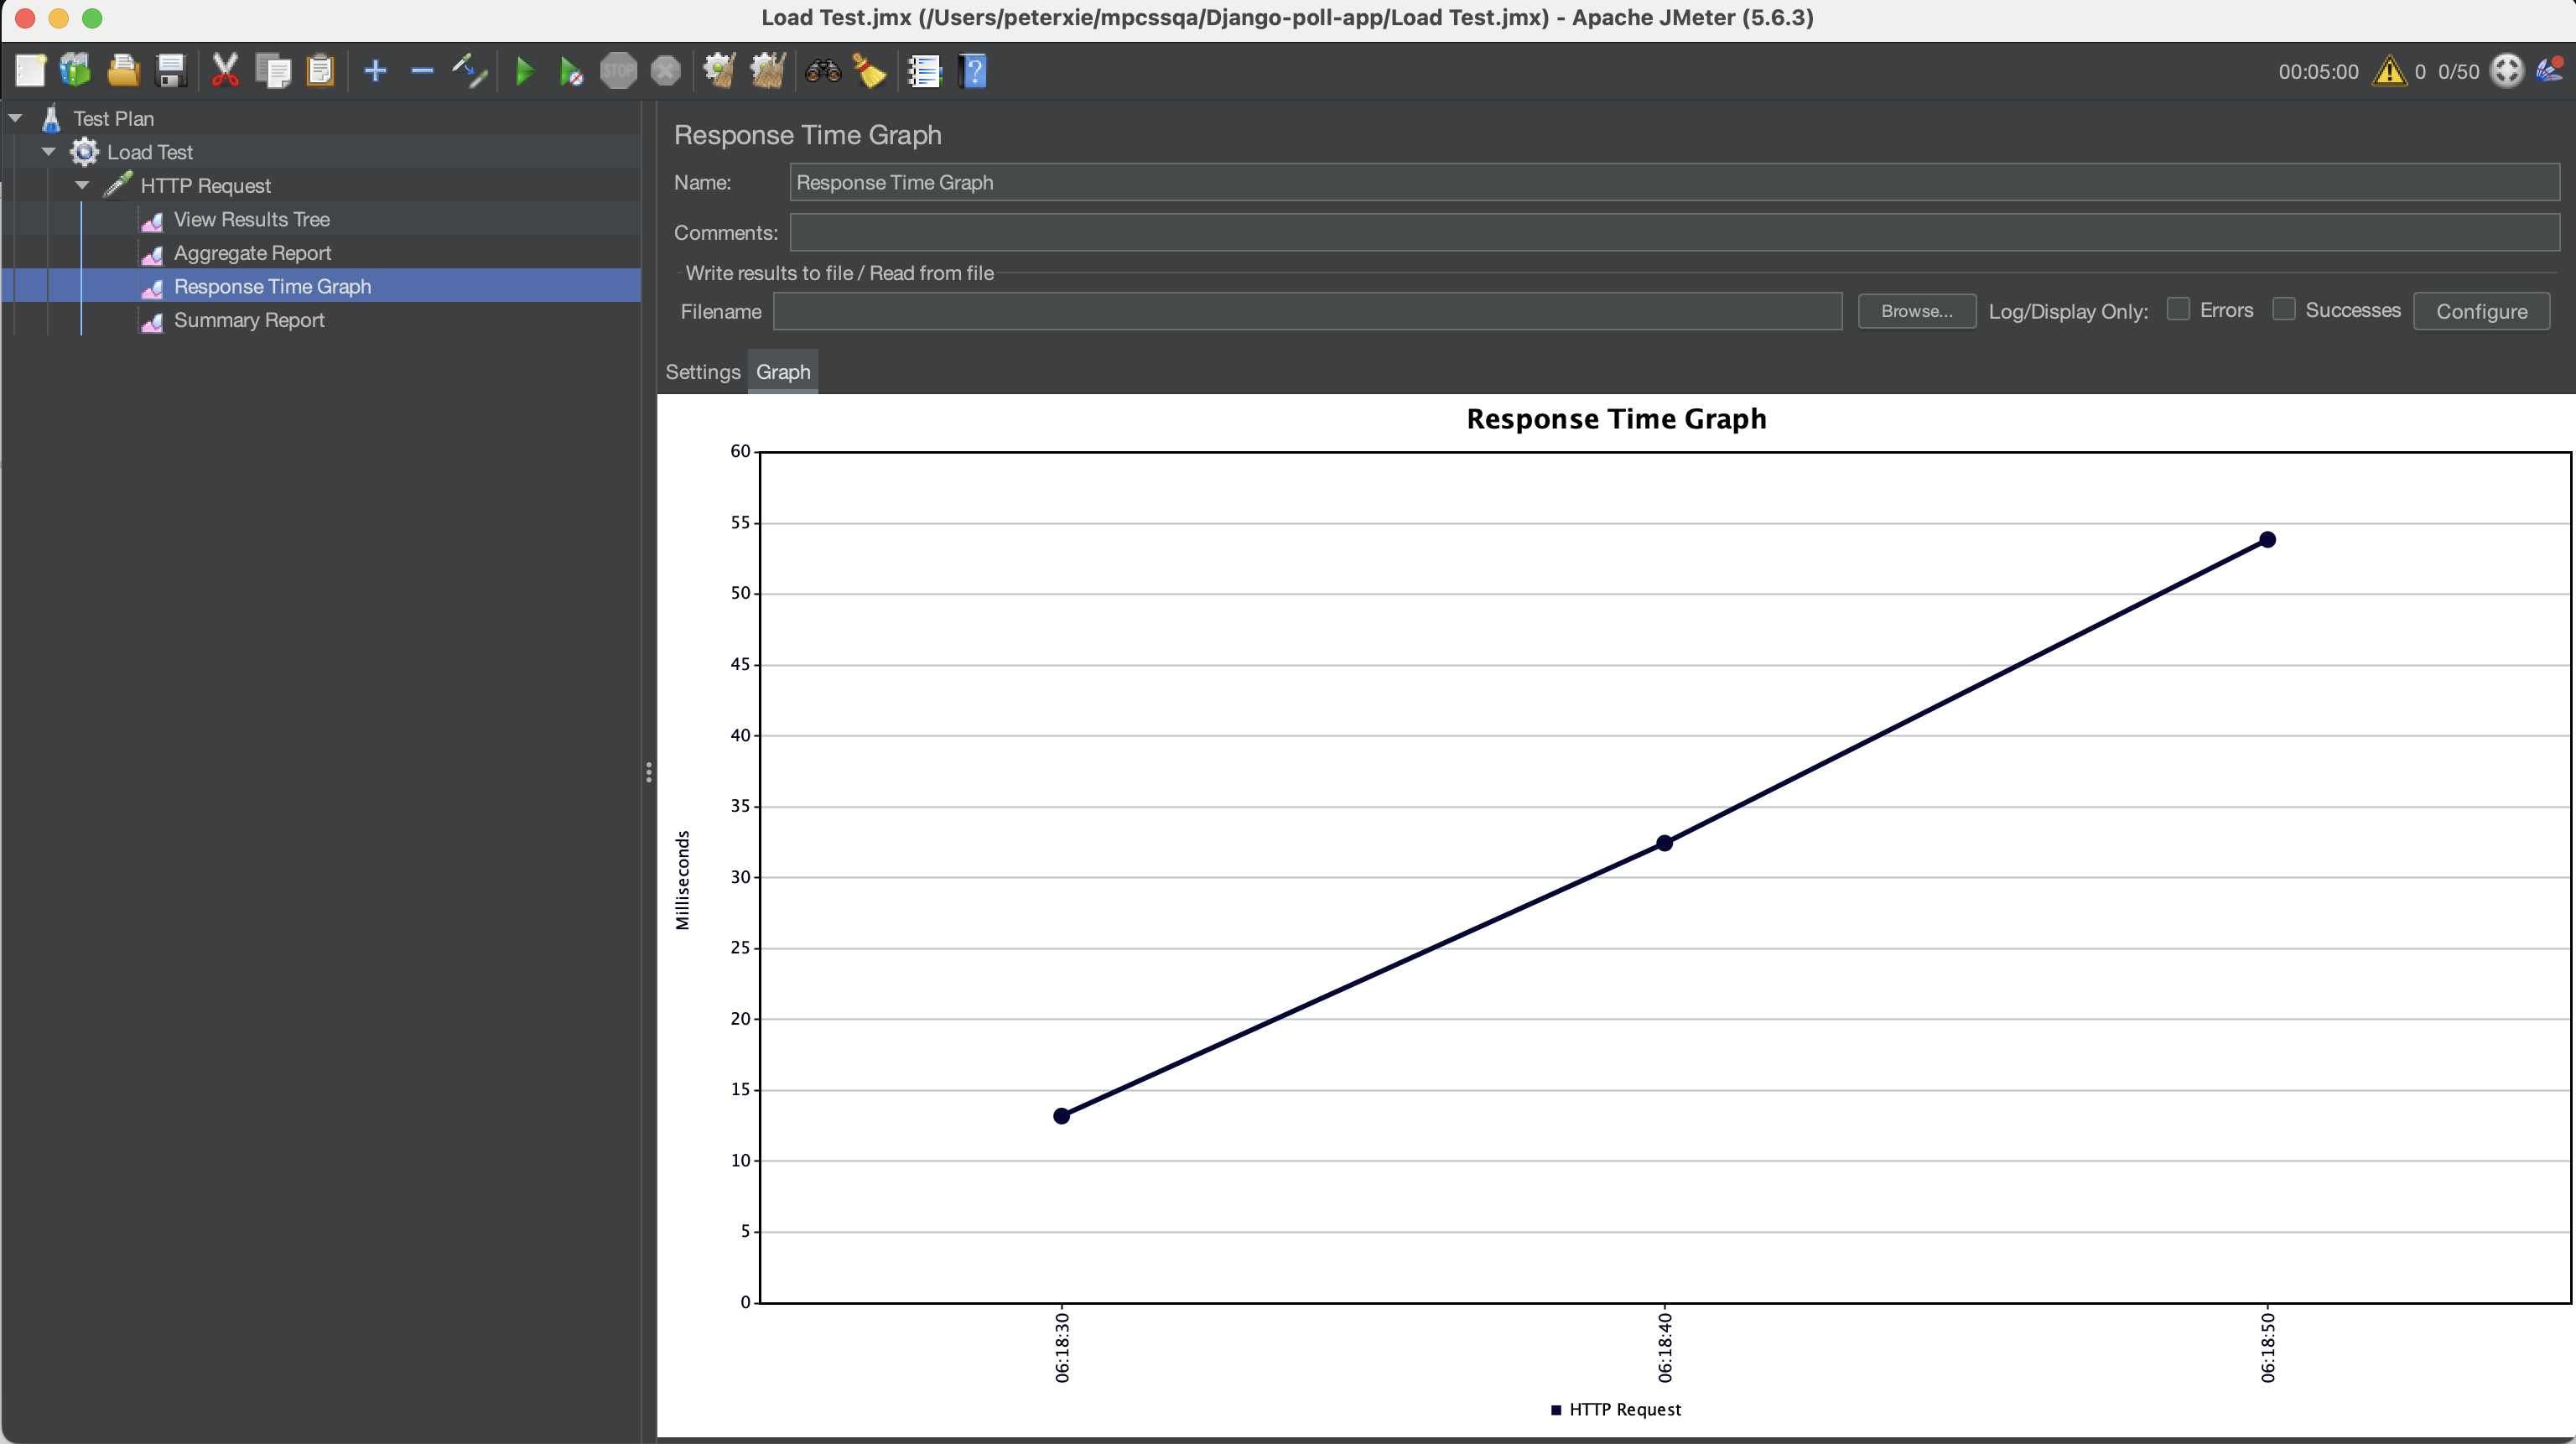 Load Test.jmx (/Users/peterxie/mpcssqa/Django-poll-app/Load Test.jmx) - Apache JMeter (5.6.3)
STOP
?
00:05:00 0 0/50
Test Plan
Load Test
HTTP Request
View Results Tree
Aggregate Report
Response Time Graph
Summary Report
Response Time Graph
Name: Response Time Graph
Comments:
Write results to file / Read from file
Filename Browse... Log/Display Only: Errors Successes Configure
Settings Graph
Response Time Graph
60
55
50
45
40
35
30
25
20
15
10
5
0
Milliseconds
06:18:30
06:18:40
06:18:50
HTTP Request